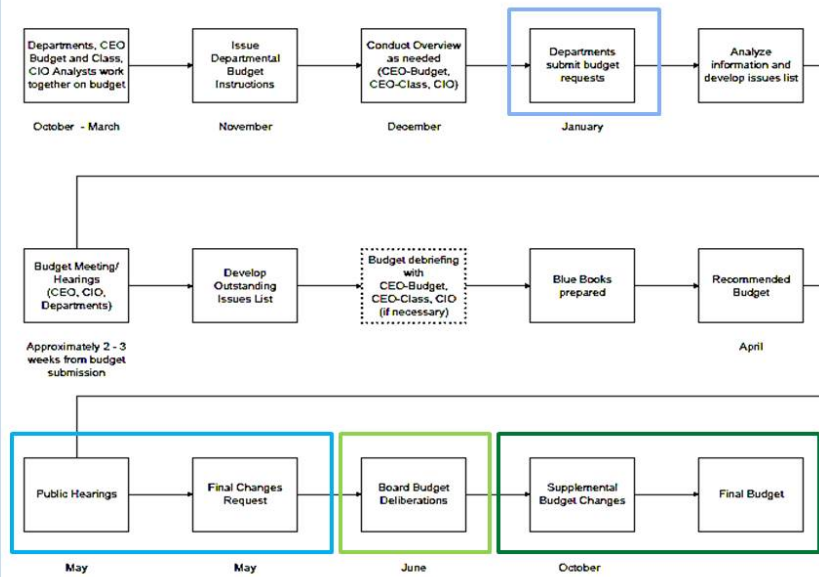 Departments, CEO
Budget and Class,
CIO Analysts work
together on budget
October - March
Issue
Departmental
Budget
Instructions
November
Conduct Overview
as needed
(CEO-Budget,
CEO-Class, CIO)
December
Departments
submit budget
requests
January
Analyze
information and
develop issues list
Budget Meeting/
Hearings
(CEO, CIO,
Departments)
Approximately 2 - 3
weeks from budget
submission
Develop
Outstanding
Issues List
Budget debriefing
with
CEO-Budget,
CEO-Class, CIO
(if necessary)
Blue Books
prepared
Recommended
Budget
April
Public Hearings
May
Final Changes
Request
May
Board Budget
Deliberations
June
Supplemental
Budget Changes
October
Final Budget